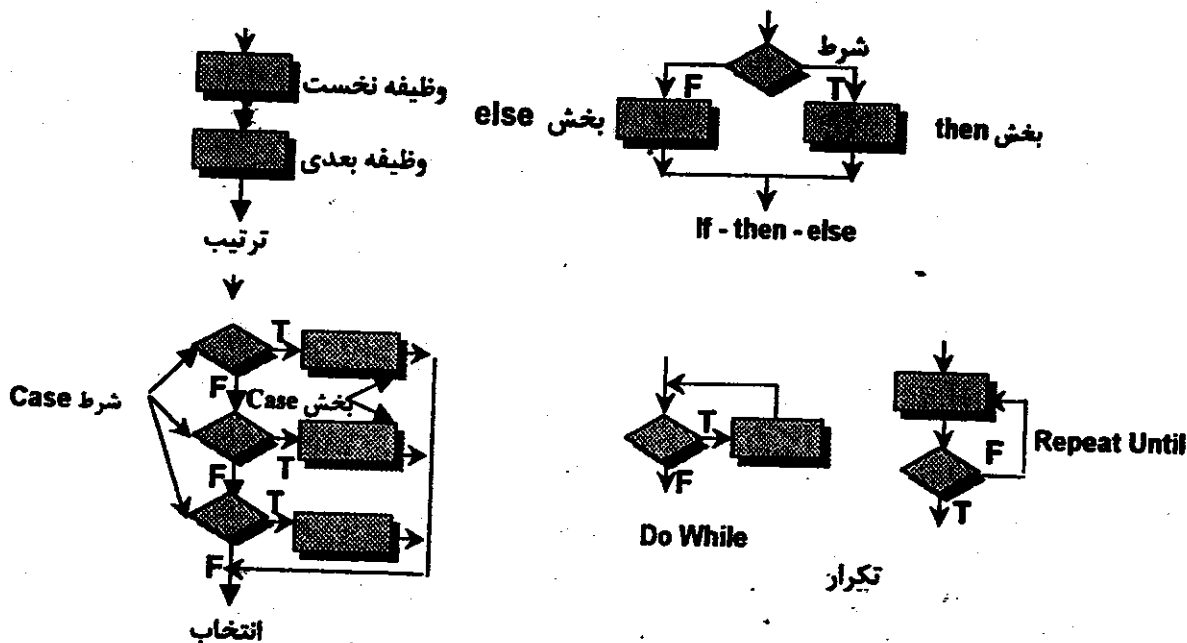 وظیفه نخست
وظیفه بعدی
ترتیب
شرط
F
T
بخش else
بخش then
If - then - else
T
F
شرط Case
بخش Case
T
F
T
F
انتخاب
T
F
Do While
F
T
Repeat Until
تکرار